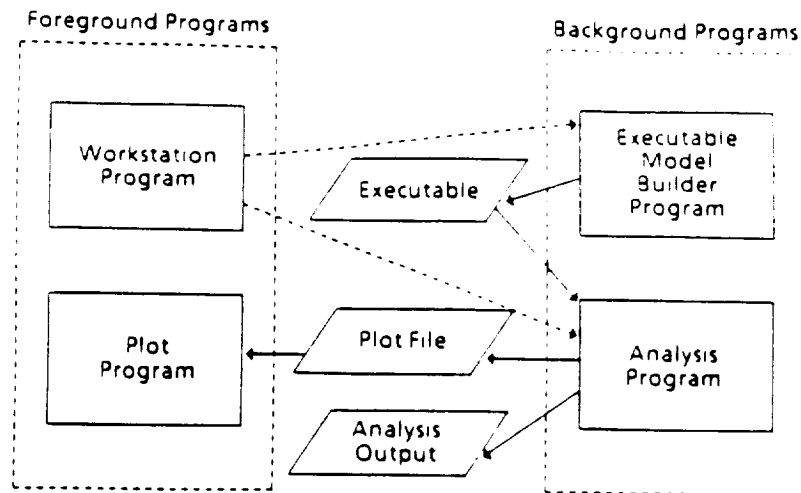 Foreground Programs
Background Programs
Workstation
Program
Executable
Executable
Model
Builder
Program
Plot
Program
Plot File
Analysis
Program
Analysis
Output